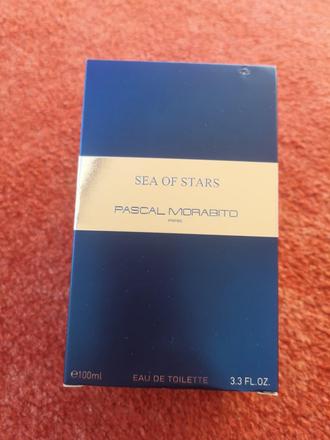 SEA OF STARS
PASCAL MORABITO
PARIS
℮100ml EAU DE TOILETTE 3.3 FL.OZ.